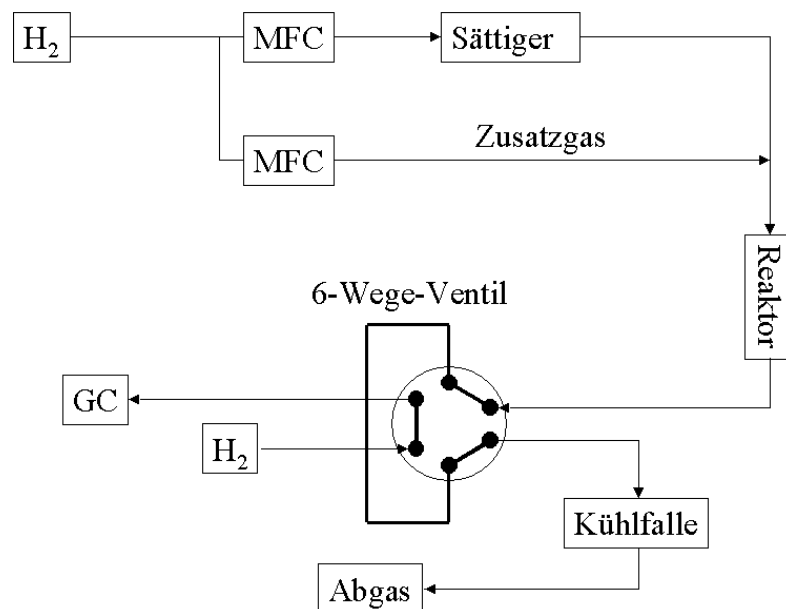 H₂
MFC
Sättiger
MFC
Zusatzgas
Reaktor
6-Wege-Ventil
GC
H₂
Kühlfalle
Abgas